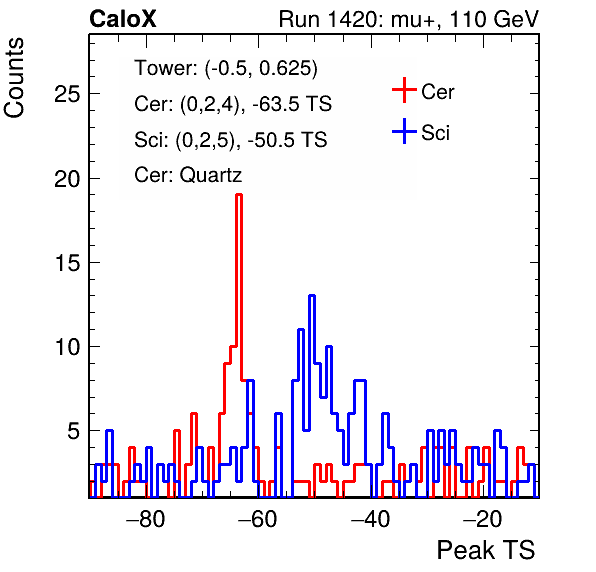 CaloX Run 1420: mu+, 110 GeV
Counts
Tower: (-0.5, 0.625)
Cer: (0,2,4), -63.5 TS
Sci: (0,2,5), -50.5 TS
Cer: Quartz
Cer
Sci
25
20
15
10
5
−80 −60 −40 −20
Peak TS